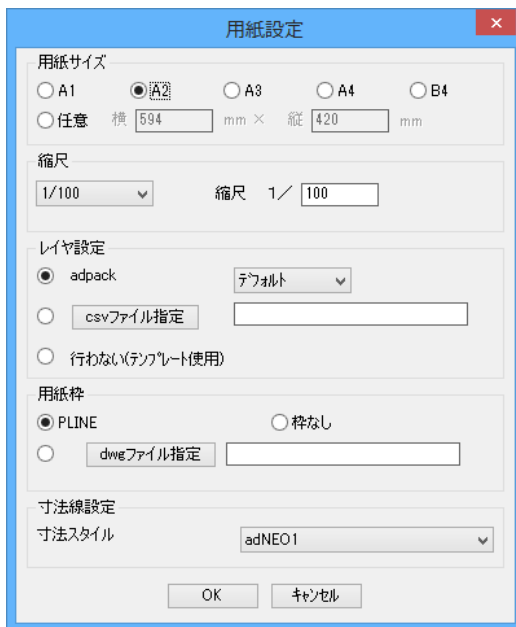 用紙設定
用紙サイズ
A1 A2 A3 A4 B4
任意 横 594 mm × 縦 420 mm
縮尺
1/100 縮尺 1／ 100
レイヤ設定
adpack ﾃﾞﾌｫﾙﾄ
csvファイル指定
行わない(ﾃﾝﾌﾟﾚｰﾄ使用)
用紙枠
PLINE 枠なし
dwgファイル指定
寸法線設定
寸法スタイル adNEO1
OK ｷｬﾝｾﾙ